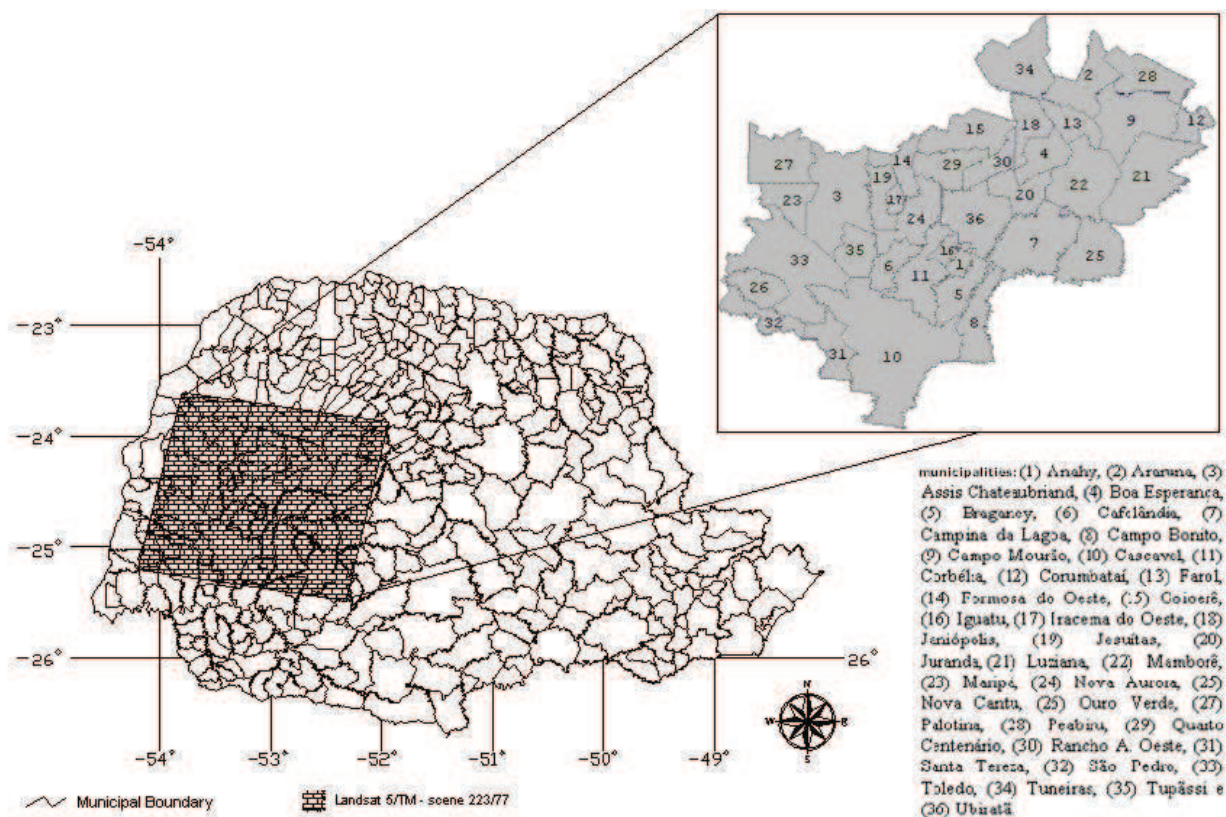 34
2
28
9
12
15
18
13
27
14
29
30
4
19
3
22
21
23
17
20
24
36
7
25
35
33
16
6
1
11
26
5
32
8
31
10
-54°
-23°
-24°
-25°
-26°
26°
N
W
E
S
-54°
-53°
-52°
-51°
-50°
-49°
Municipal Boundary
Landsat 5/TM - scene 223/77
municipalities: (1) Anahy, (2) Araruna, (3)
Assis Chateaubriand, (4) Boa Esperança,
(5) Braganey, (6) Cafelândia, (7)
Campina da Lagoa, (8) Campo Bonito,
(9) Campo Mourão, (10) Cascavel, (11)
Corbélia, (12) Corumbataí, (13) Farol,
(14) Formosa do Oeste, (15) Goioerê,
(16) Iguatu, (17) Iracema do Oeste, (18)
Janiópolis, (19) Jesuítas, (20)
Juranda, (21) Luziana, (22) Mamborê,
(23) Maripá, (24) Nova Aurora, (25)
Nova Cantu, (25) Ouro Verde, (27)
Palotina, (28) Peabiru, (29) Quarto
Centenário, (30) Rancho A. Oeste, (31)
Santa Tereza, (32) São Pedro, (33)
Toledo, (34) Tuneiras, (35) Tupãssi e
(36) Ubiratã